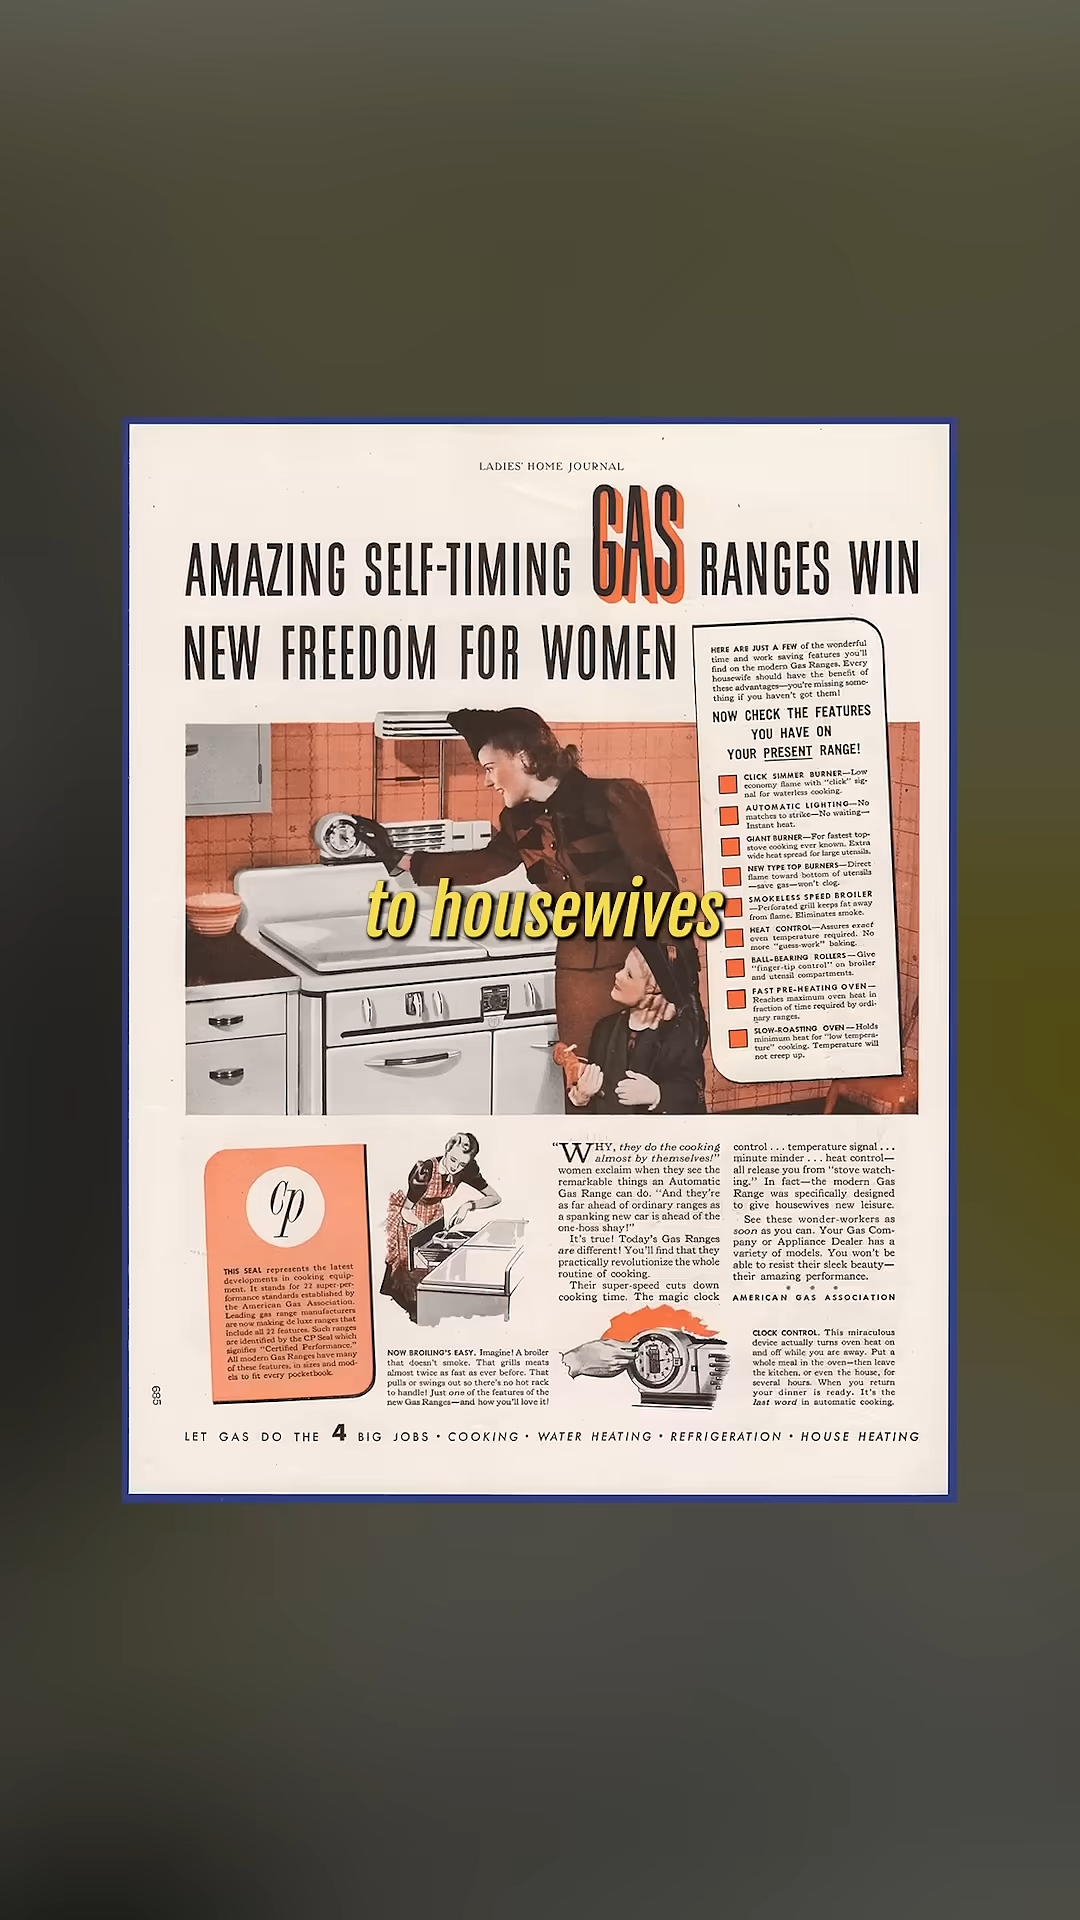 LADIES' HOME JOURNAL
AMAZING SELF-TIMING GAS RANGES WIN
NEW FREEDOM FOR WOMEN
HERE ARE JUST A FEW of the wonderful
time and work saving features you'll
find on the modern Gas Ranges. Every
housewife should have the benefit of
these advantages—you're missing some-
thing if you haven't got them!
NOW CHECK THE FEATURES
YOU HAVE ON
YOUR PRESENT RANGE!
CLICK SIMMER BURNER—Low
economy flame with "click" sig-
nal for waterless cooking.
AUTOMATIC LIGHTING—No
matches to strike—No waiting—
Instant heat.
GIANT BURNER—For fastest top-
stove cooking ever known. Extra
wide heat spread for large utensils.
NEW TYPE TOP BURNERS—Direct
flame toward bottom of utensils
—save gas—won't clog.
SMOKELESS SPEED BROILER
—Perforated grill keeps fat away
from flame. Eliminates smoke.
HEAT CONTROL—Assures exact
oven temperature required. No
more "guess-work" baking.
BALL-BEARING ROLLERS—Give
"finger-tip control" on broiler
and utensil compartments.
FAST PRE-HEATING OVEN—
Reaches maximum oven heat in
fraction of time required by ordi-
nary ranges.
SLOW-ROASTING OVEN—Holds
minimum heat for "low tempera-
ture" cooking. Temperature will
not creep up.
to housewives
cp
THIS SEAL represents the latest
developments in cooking equip-
ment. It stands for 22 super-per-
formance standards established by
the American Gas Association.
Leading gas range manufacturers
are now making de luxe ranges that
include all 22 features. Such ranges
are identified by the CP Seal which
signifies "Certified Performance."
All modern Gas Ranges have many
of these features, in sizes and mod-
els to fit every pocketbook.
NOW BROILING'S EASY. Imagine! A broiler
that doesn't smoke. That grills meats
almost twice as fast as ever before. That
pulls or swings out so there's no hot rack
to handle! Just one of the features of the
new Gas Ranges—and how you'll love it!
"WHY, they do the cooking
almost by themselves!"
women exclaim when they see the
remarkable things an Automatic
Gas Range can do. "And they're
as far ahead of ordinary ranges as
a spanking new car is ahead of the
one-hoss shay!"
It's true! Today's Gas Ranges
are different! You'll find that they
practically revolutionize the whole
routine of cooking.
Their super-speed cuts down
cooking time. The magic clock
control . . . temperature signal . . .
minute minder . . . heat control—
all release you from "stove watch-
ing." In fact—the modern Gas
Range was specifically designed
to give housewives new leisure.
See these wonder-workers as
soon as you can. Your Gas Com-
pany or Appliance Dealer has a
variety of models. You won't be
able to resist their sleek beauty—
their amazing performance.
AMERICAN GAS ASSOCIATION
CLOCK CONTROL. This miraculous
device actually turns oven heat on
and off while you are away. Put a
whole meal in the oven—then leave
the kitchen, or even the house, for
several hours. When you return
your dinner is ready. It's the
last word in automatic cooking.
685
LET GAS DO THE 4 BIG JOBS • COOKING • WATER HEATING • REFRIGERATION • HOUSE HEATING